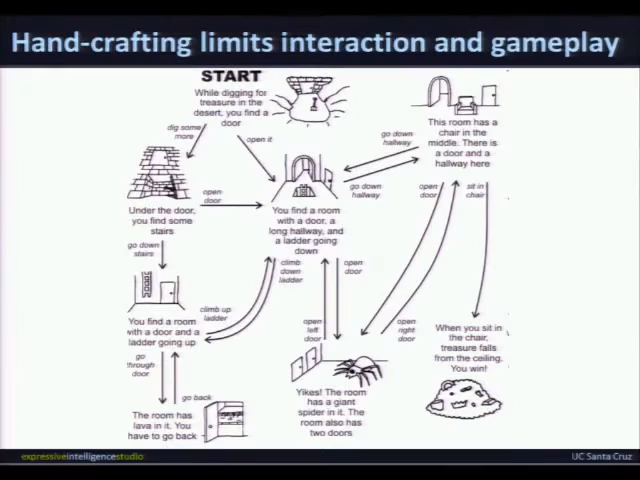 Hand-crafting limits interaction and gameplay
START
While digging for
treasure in the
desert, you find a
door
dig some
more
open it
Under the door,
you find some
stairs
open
door
You find a room
with a door, a
long hallway, and
a ladder going
down
go down
hallway
go down
hallway
This room has a
chair in the
middle. There is
a door and a
hallway here
open
door
sit in
chair
go down
stairs
climb
down
ladder
open
door
climb up
ladder
You find a room
with a door and a
ladder going up
open
left
door
open
right
door
When you sit in
the chair,
treasure falls
from the ceiling.
You win!
go
through
door
go back
The room has
lava in it. You
have to go back
Yikes! The room
has a giant
spider in it. The
room also has
two doors
expressiveintelligencestudio
UC Santa Cruz